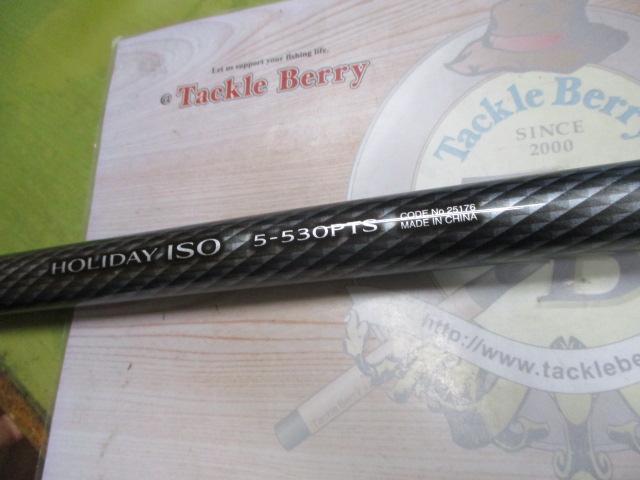 Let us support your fishing life.
@ Tackle Berry
Tackle Berry
SINCE
2000
HOLIDAY ISO 5-530PTS
CODE No.25176
MADE IN CHINA
http://www.tacklebe